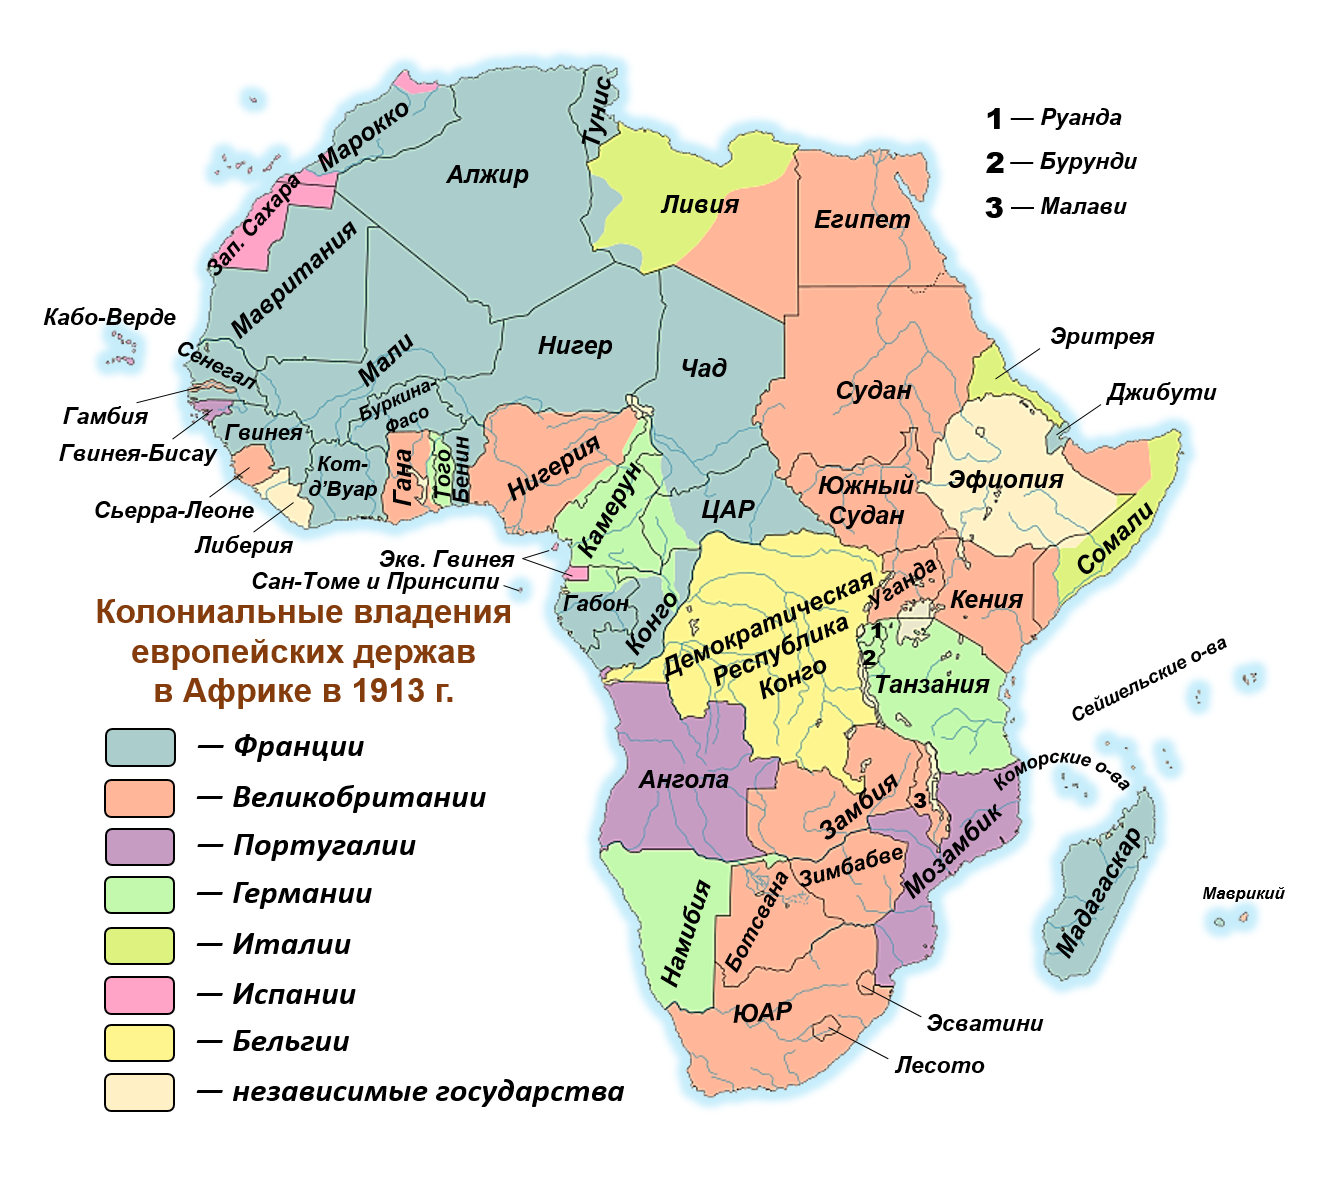 1 — Руанда
2 — Бурунди
3 — Малави
Тунис
Марокко
Алжир
Ливия
Египет
Зап. Сахара
Мавритания
Кабо-Верде
Мали
Нигер
Чад
Судан
Эритрея
Джибути
Сенегал
Гамбия
Гвинея-Бисау
Гвинея
Буркина-
Фасо
Сьерра-Леоне
Либерия
Кот-
д’Вуар
Гана
Того
Бенин
Нигерия
Камерун
ЦАР
Южный
Судан
Эфиопия
Сомали
Экв. Гвинея
Сан-Томе и Принсипи
Габон
Конго
Демократическая
Республика
Конго
Уганда
Кения
1
2
Танзания
Сейшельские о-ва
Коморские о-ва
Ангола
Замбия
3
Мозамбик
Зимбабве
Мадагаскар
Маврикий
Намибия
Ботсвана
ЮАР
Эсватини
Лесото
Колониальные владения
европейских держав
в Африке в 1913 г.
— Франции
— Великобритании
— Португалии
— Германии
— Италии
— Испании
— Бельгии
— независимые государства